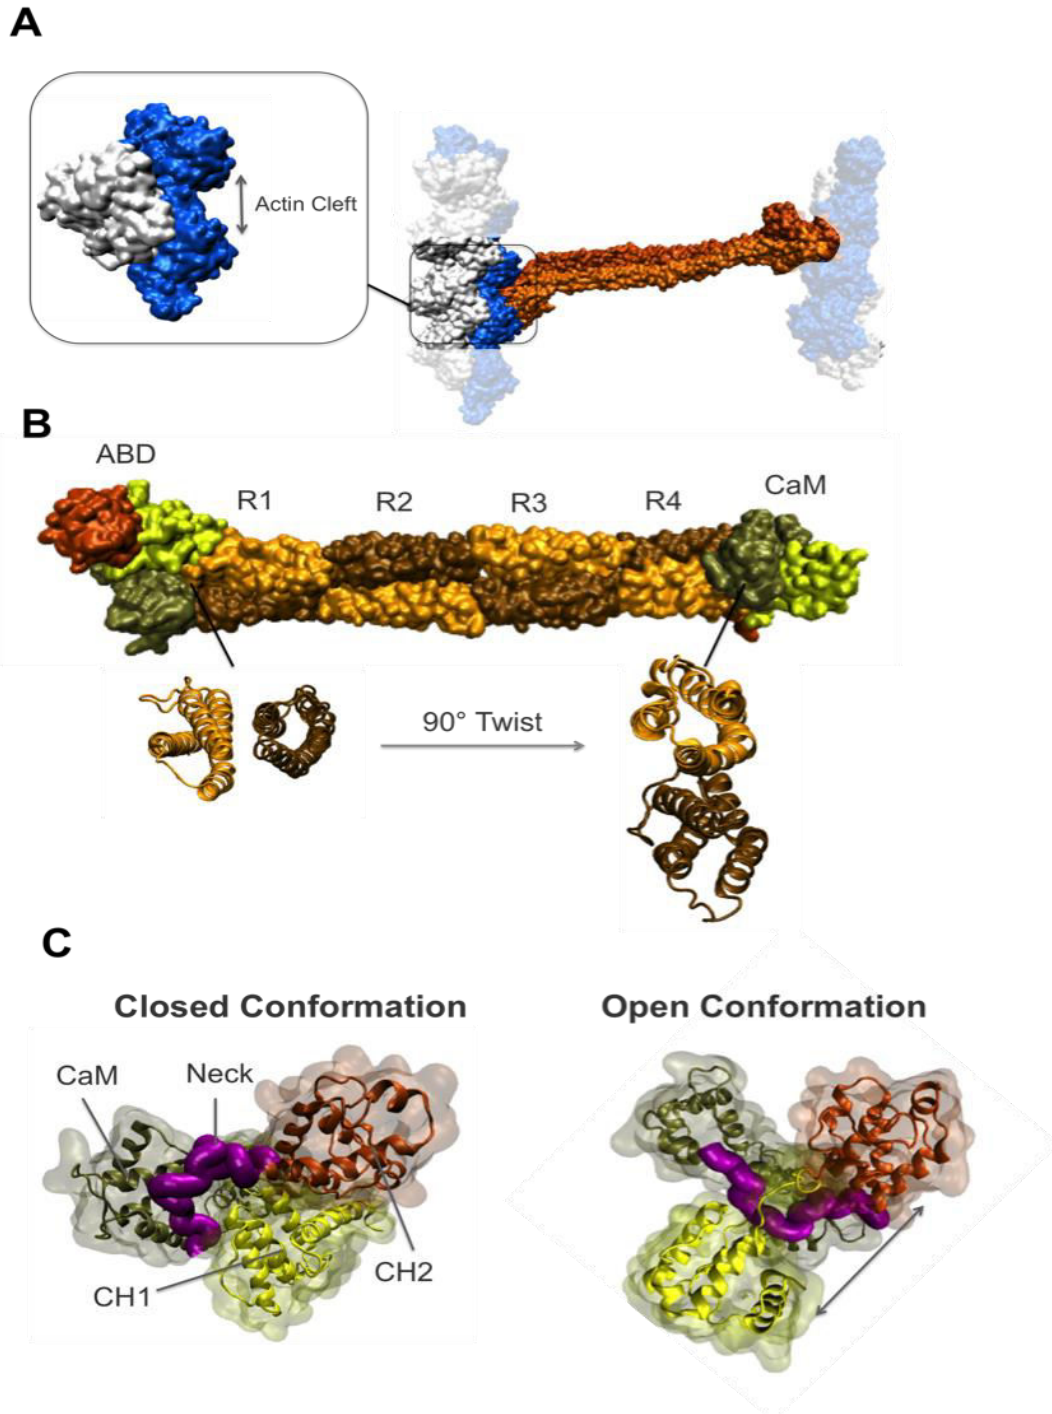 A
Actin Cleft
B
ABD
R1
R2
R3
R4
CaM
90° Twist
C
Closed Conformation
Open Conformation
CaM
Neck
CH1
CH2